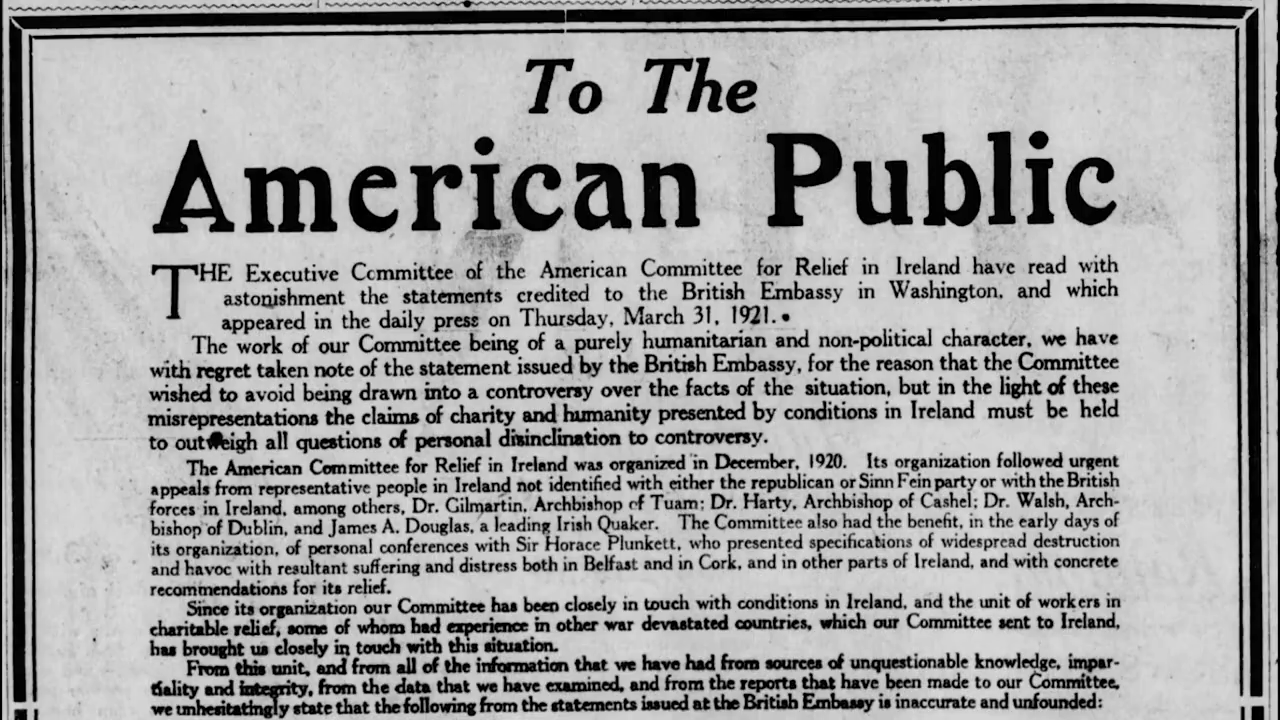 To The
American Public
THE Executive Committee of the American Committee for Relief in Ireland have read with
astonishment the statements credited to the British Embassy in Washington, and which
appeared in the daily press on Thursday, March 31, 1921.
The work of our Committee being of a purely humanitarian and non-political character, we have
with regret taken note of the statement issued by the British Embassy, for the reason that the Committee
wished to avoid being drawn into a controversy over the facts of the situation, but in the light of these
misrepresentations the claims of charity and humanity presented by conditions in Ireland must be held
to outweigh all questions of personal disinclination to controversy.
The American Committee for Relief in Ireland was organized in December, 1920. Its organization followed urgent
appeals from representative people in Ireland not identified with either the republican or Sinn Fein party or with the British
forces in Ireland, among others, Dr. Gilmartin, Archbishop of Tuam; Dr. Harty, Archbishop of Cashel; Dr. Walsh, Arch-
bishop of Dublin, and James A. Douglas, a leading Irish Quaker. The Committee also had the benefit, in the early days of
its organization, of personal conferences with Sir Horace Plunkett, who presented specifications of widespread destruction
and havoc with resultant suffering and distress both in Belfast and in Cork, and in other parts of Ireland, and with concrete
recommendations for its relief.
Since its organization our Committee has been closely in touch with conditions in Ireland, and the unit of workers in
charitable relief, some of whom had experience in other war devastated countries, which our Committee sent to Ireland,
has brought us closely in touch with this situation.
From this unit, and from all of the information that we have had from sources of unquestionable knowledge, impar-
tiality and integrity, from the data that we have examined, and from the reports that have been made to our Committee,
we unhesitatingly state that the following from the statements issued at the British Embassy is inaccurate and unfounded: